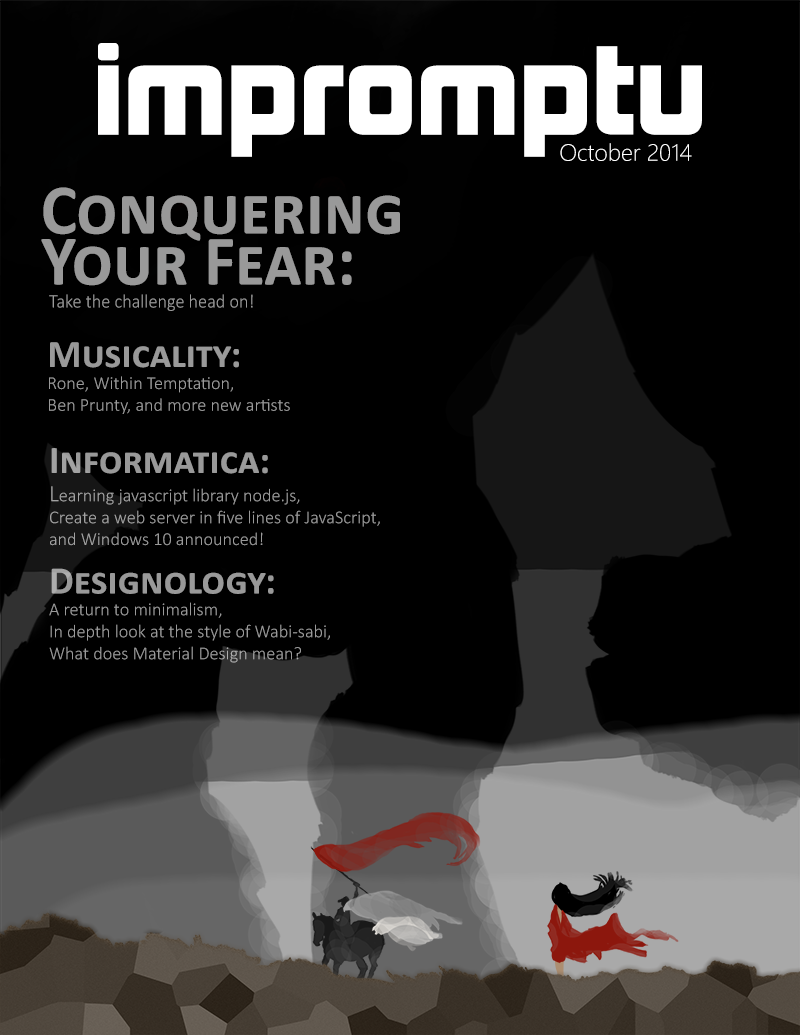 impromptu
October 2014
Conquering
Your Fear:
Take the challenge head on!
Musicality:
Rone, Within Temptation,
Ben Prunty, and more new artists
Informatica:
Learning javascript library node.js,
Create a web server in five lines of JavaScript,
and Windows 10 announced!
Designology:
A return to minimalism,
In depth look at the style of Wabi-sabi,
What does Material Design mean?